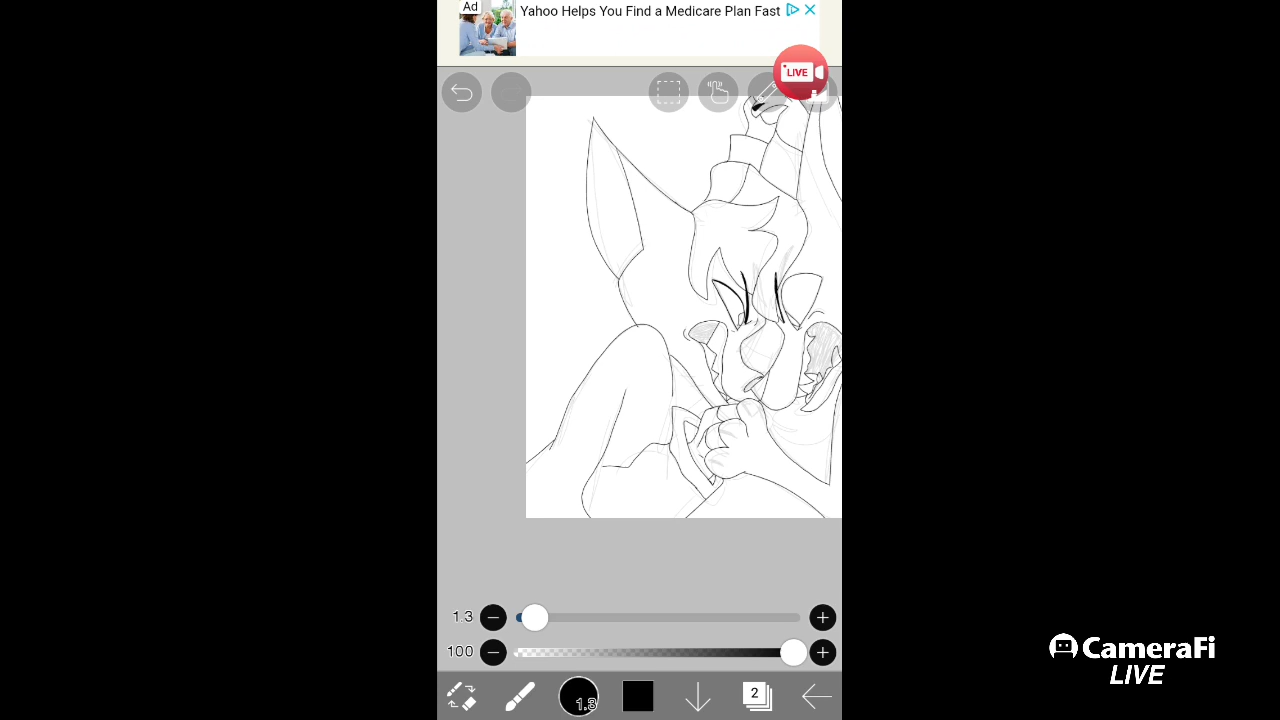 Ad
Yahoo Helps You Find a Medicare Plan Fast
LIVE
1.3
100
1.3
2
CameraFi
LIVE